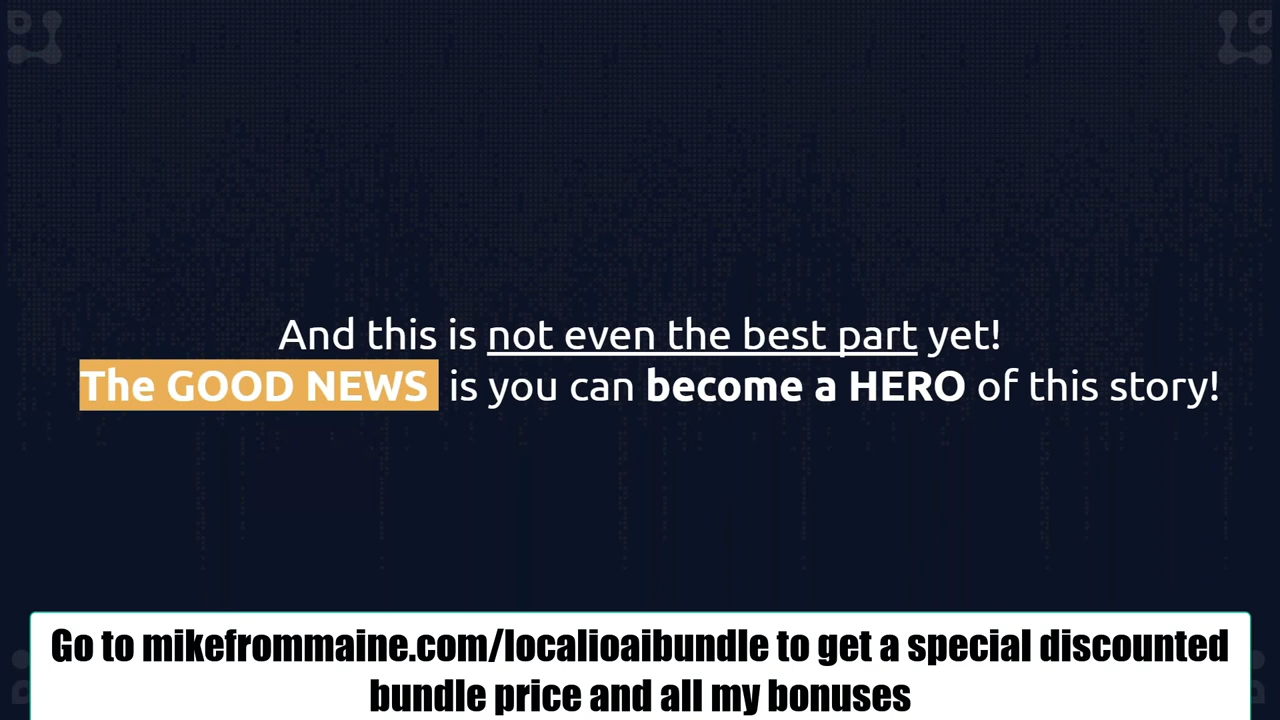 And this is not even the best part yet!
The GOOD NEWS is you can become a HERO of this story!
Go to mikefrommaine.com/localioaibundle to get a special discounted
bundle price and all my bonuses